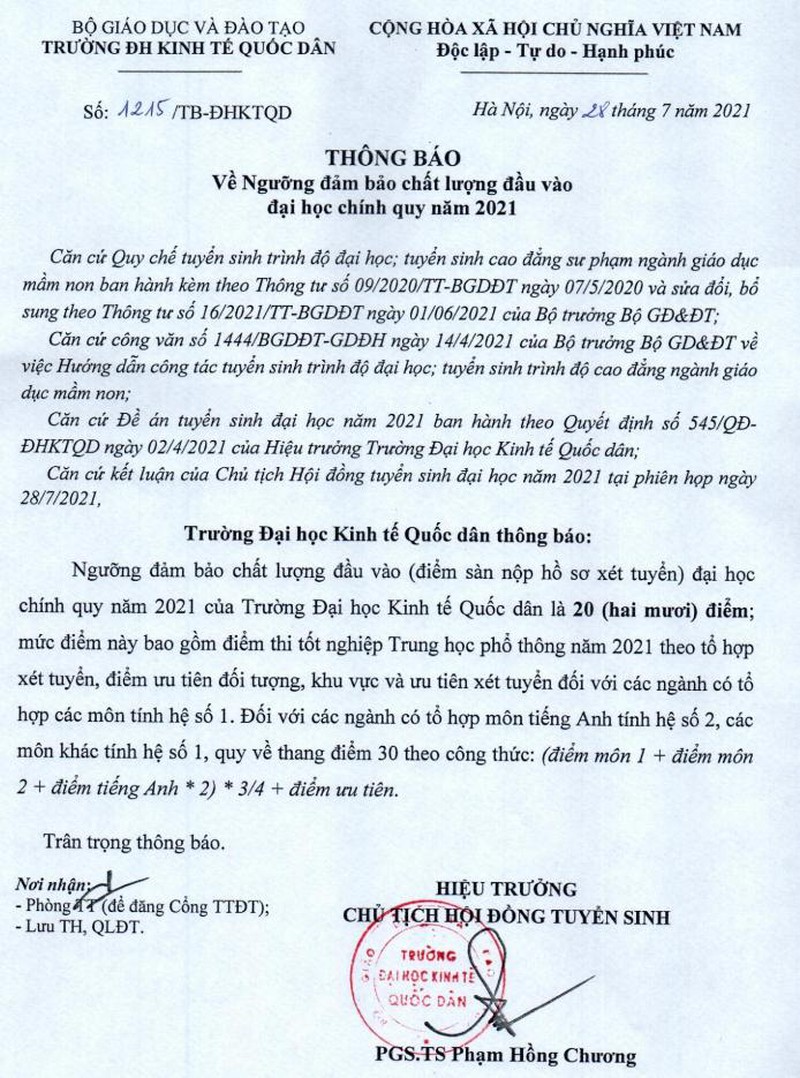 BỘ GIÁO DỤC VÀ ĐÀO TẠO
TRƯỜNG ĐH KINH TẾ QUỐC DÂN
CỘNG HÒA XÃ HỘI CHỦ NGHĨA VIỆT NAM
Độc lập - Tự do - Hạnh phúc
Số: 1215 /TB-ĐHKTQD
Hà Nội, ngày 28 tháng 7 năm 2021
THÔNG BÁO
Về Ngưỡng đảm bảo chất lượng đầu vào
đại học chính quy năm 2021
Căn cứ Quy chế tuyển sinh trình độ đại học; tuyển sinh cao đẳng sư phạm ngành giáo dục
mầm non ban hành kèm theo Thông tư số 09/2020/TT-BGDĐT ngày 07/5/2020 và sửa đổi, bổ
sung theo Thông tư số 16/2021/TT-BGDĐT ngày 01/06/2021 của Bộ trưởng Bộ GĐ&ĐT;
Căn cứ công văn số 1444/BGDĐT-GDĐH ngày 14/4/2021 của Bộ trưởng Bộ GD&ĐT về
việc Hướng dẫn công tác tuyển sinh trình độ đại học; tuyển sinh trình độ cao đẳng ngành giáo
dục mầm non;
Căn cứ Đề án tuyển sinh đại học năm 2021 ban hành theo Quyết định số 545/QĐ-
ĐHKTQD ngày 02/4/2021 của Hiệu trưởng Trường Đại học Kinh tế Quốc dân;
Căn cứ kết luận của Chủ tịch Hội đồng tuyển sinh đại học năm 2021 tại phiên họp ngày
28/7/2021,
Trường Đại học Kinh tế Quốc dân thông báo:
Ngưỡng đảm bảo chất lượng đầu vào (điểm sàn nộp hồ sơ xét tuyển) đại học
chính quy năm 2021 của Trường Đại học Kinh tế Quốc dân là 20 (hai mươi) điểm;
mức điểm này bao gồm điểm thi tốt nghiệp Trung học phổ thông năm 2021 theo tổ hợp
xét tuyển, điểm ưu tiên đối tượng, khu vực và ưu tiên xét tuyển đối với các ngành có tổ
hợp các môn tính hệ số 1. Đối với các ngành có tổ hợp môn tiếng Anh tính hệ số 2, các
môn khác tính hệ số 1, quy về thang điểm 30 theo công thức: (điểm môn 1 + điểm môn
2 + điểm tiếng Anh * 2) * 3/4 + điểm ưu tiên.
Trân trọng thông báo.
Nơi nhận:
- Phòng TT (để đăng Cổng TTĐT);
- Lưu TH, QLĐT.
HIỆU TRƯỞNG
CHỦ TỊCH HỘI ĐỒNG TUYỂN SINH
TRƯỜNG
ĐẠI HỌC KINH TẾ
QUỐC DÂN
PGS.TS Phạm Hồng Chương